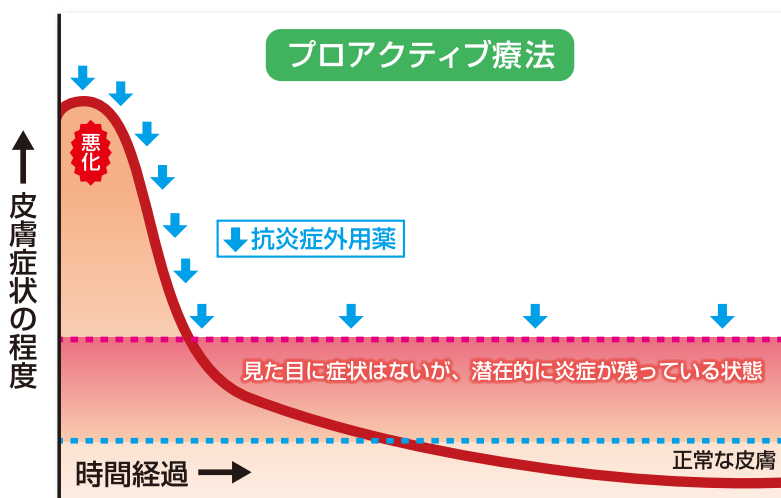 プロアクティブ療法
悪化
皮膚症状の程度
抗炎症外用薬
見た目に症状はないが、潜在的に炎症が残っている状態
正常な皮膚
時間経過